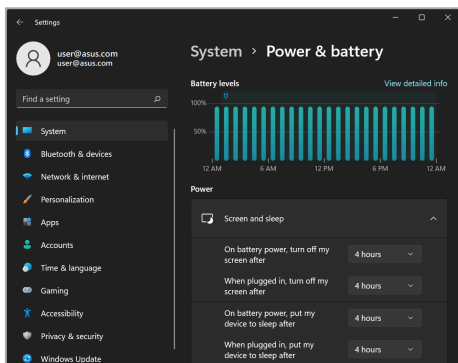 Settings
user@asus.com
user@asus.com
Find a setting
System
Bluetooth & devices
Network & internet
Personalization
Apps
Accounts
Time & language
Gaming
Accessibility
Privacy & security
Windows Update
System > Power & battery
Battery levels
View detailed info
100%
50%
12 AM 6 AM 12 PM 6 PM 12 AM
Power
Screen and sleep
On battery power, turn off my
screen after
4 hours
When plugged in, turn off my
screen after
4 hours
On battery power, put my
device to sleep after
4 hours
When plugged in, put my
device to sleep after
4 hours